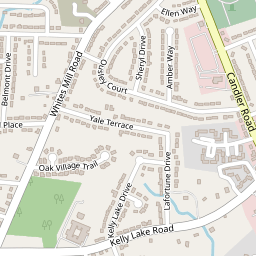 Ellen Way
Belmont Drive
Whites Mill Road
Ousley
Court
Sheryl Drive
Amber Way
Candler Road
Place
Yale Terrace
Oak Village Trail
Kelly Lake Drive
Lafortune Drive
Kelly Lake Road